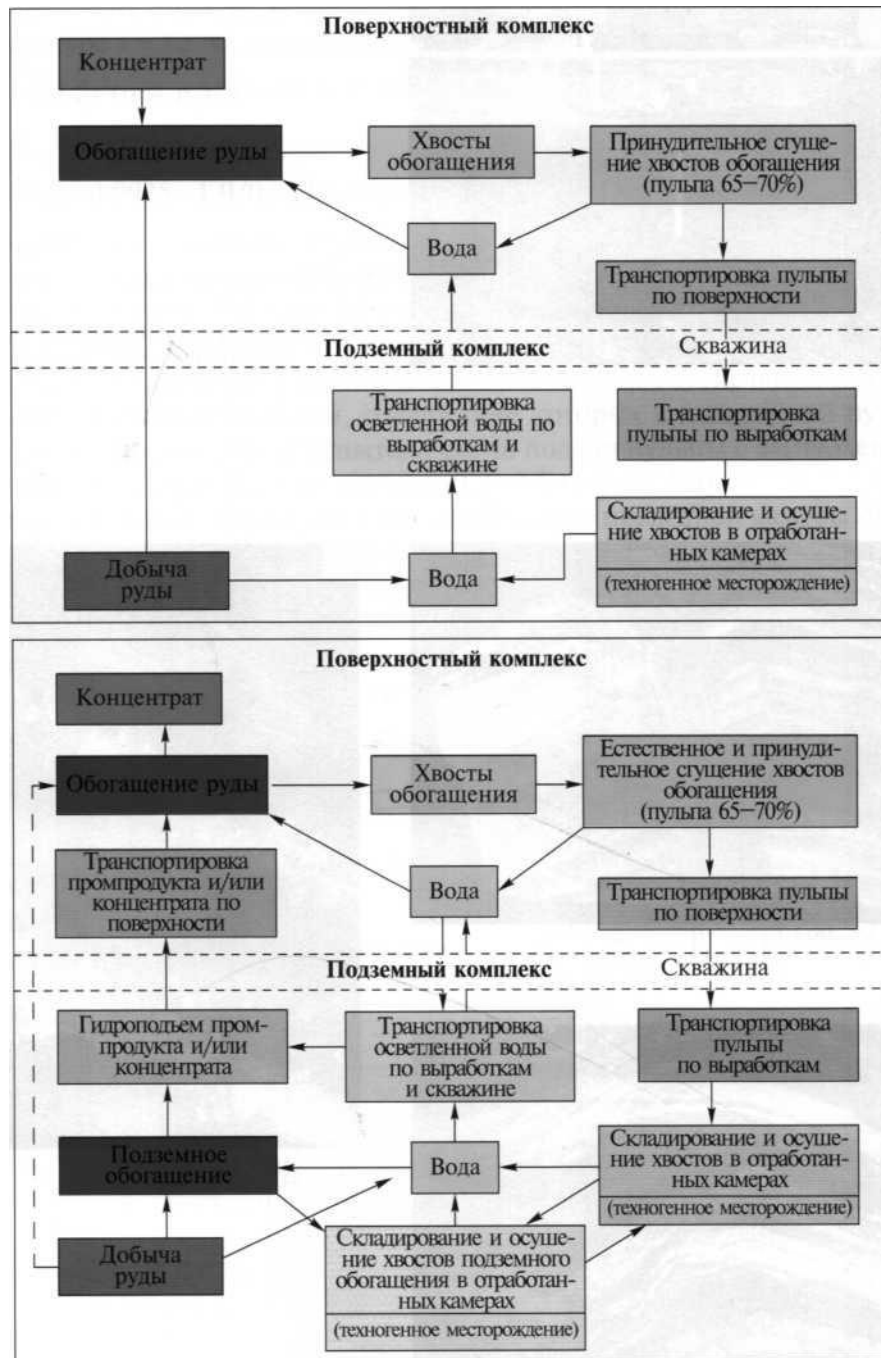 Поверхностный комплекс
Концентрат
Обогащение руды
Хвосты
обогащения
Принудительное сгуще-
ние хвостов обогащения
(пульпа 65—70%)
Вода
Транспортировка пульпы
по поверхности
Подземный комплекс
Скважина
Транспортировка
осветленной воды по
выработкам и
скважине
Транспортировка
пульпы по выработкам
Складирование и осуше-
ние хвостов в отработан-
ных камерах
(техногенное месторождение)
Добыча
руды
Вода
Поверхностный комплекс
Концентрат
Обогащение руды
Хвосты
обогащения
Естественное и принуди-
тельное сгущение хвостов
обогащения
(пульпа 65—70%)
Транспортировка
промпродукта и/или
концентрата по
поверхности
Вода
Транспортировка пульпы
по поверхности
Подземный комплекс
Скважина
Гидроподъем пром-
продукта и/или
концентрата
Транспортировка
осветленной воды
по выработкам
и скважине
Транспортировка
пульпы
по выработкам
Подземное
обогащение
Вода
Складирование и осуше-
ние хвостов в отработан-
ных камерах
(техногенное месторождение)
Добыча
руды
Складирование и осуше-
ние хвостов подземного
обогащения в отработан-
ных камерах
(техногенное месторождение)